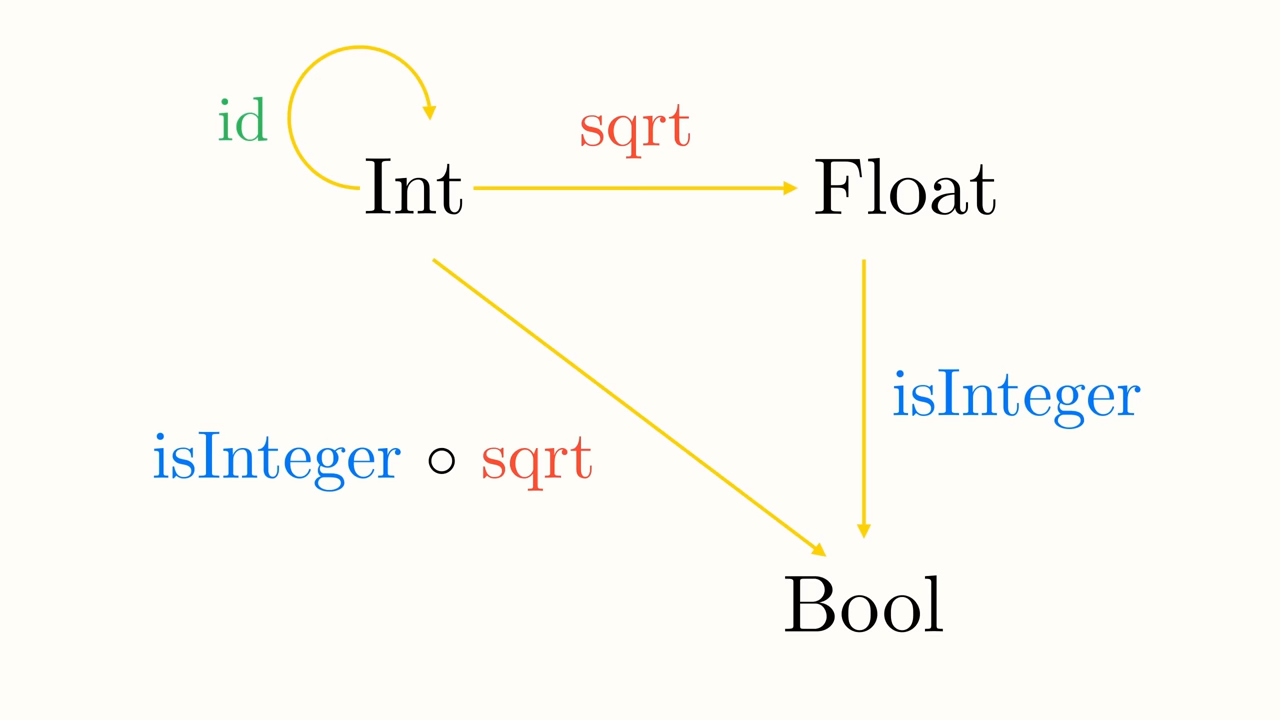 id
sqrt
Int
Float
isInteger
isInteger ∘ sqrt
Bool